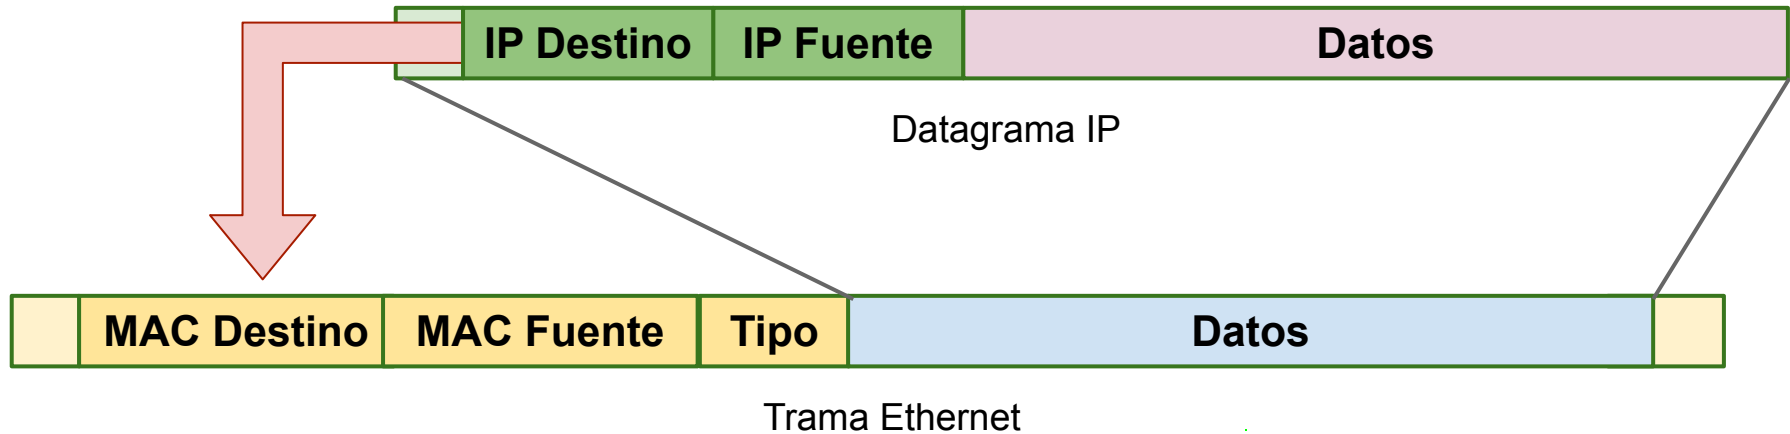 IP Destino IP Fuente Datos
Datagrama IP
MAC Destino MAC Fuente Tipo Datos
Trama Ethernet